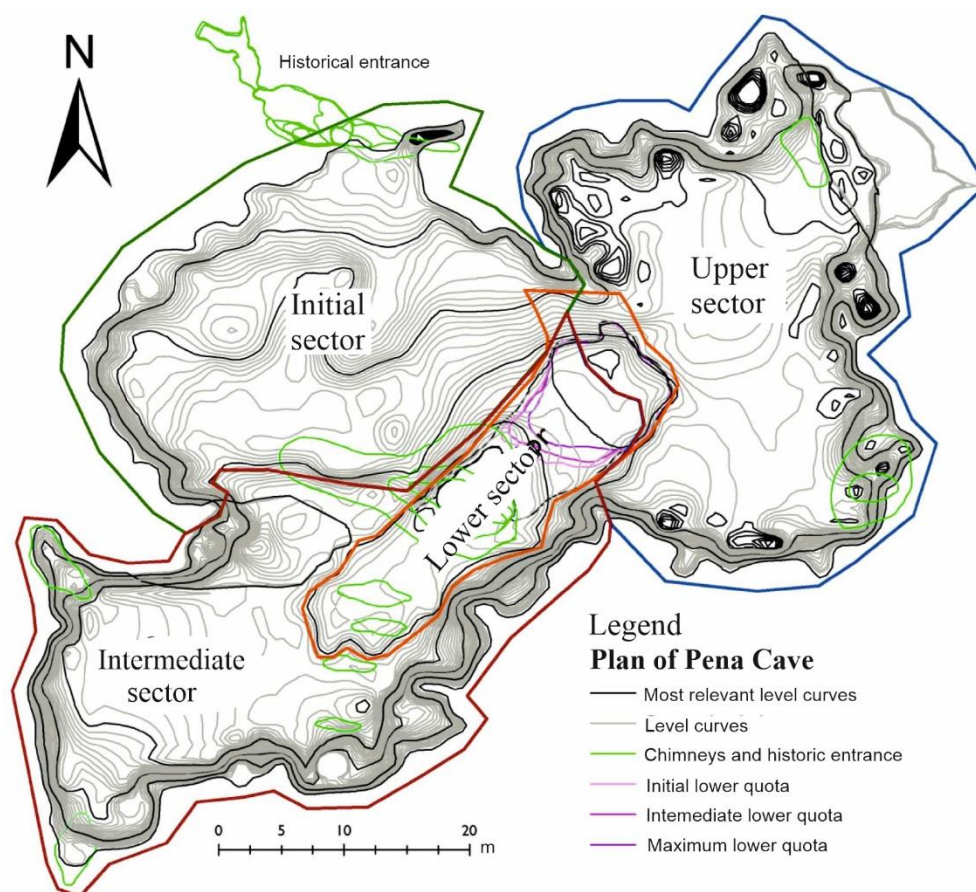 N
Historical entrance
Initial
sector
Upper
sector
Lower sector
Intermediate
sector
Legend
Plan of Pena Cave
Most relevant level curves
Level curves
Chimneys and historic entrance
Initial lower quota
Intemediate lower quota
Maximum lower quota
0 5 10 20
m